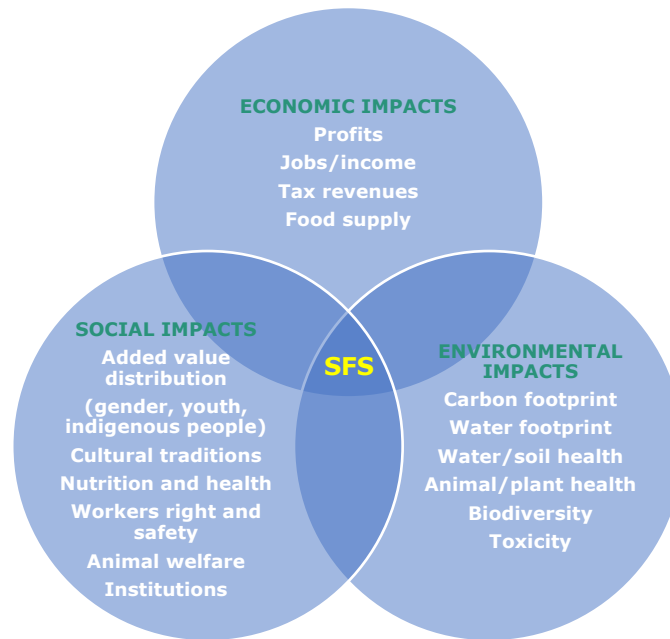 ECONOMIC IMPACTS
Profits
Jobs/income
Tax revenues
Food supply
SOCIAL IMPACTS
Added value
distribution
(gender, youth,
indigenous people)
Cultural traditions
Nutrition and health
Workers right and
safety
Animal welfare
Institutions
SFS
ENVIRONMENTAL
IMPACTS
Carbon footprint
Water footprint
Water/soil health
Animal/plant health
Biodiversity
Toxicity